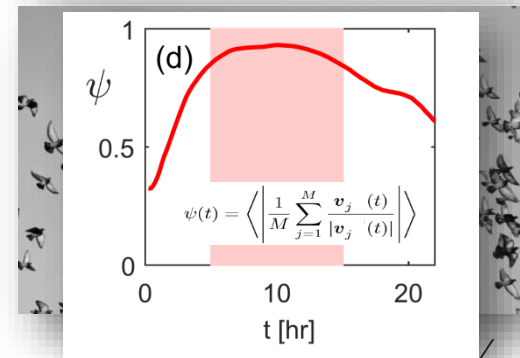 1
(d)
ψ
0.5
ψ(t) = ⟨|1/M ∑_{j=1}^{M} v_j (t)/|v_j (t)||⟩
0
0 10 20
t [hr]